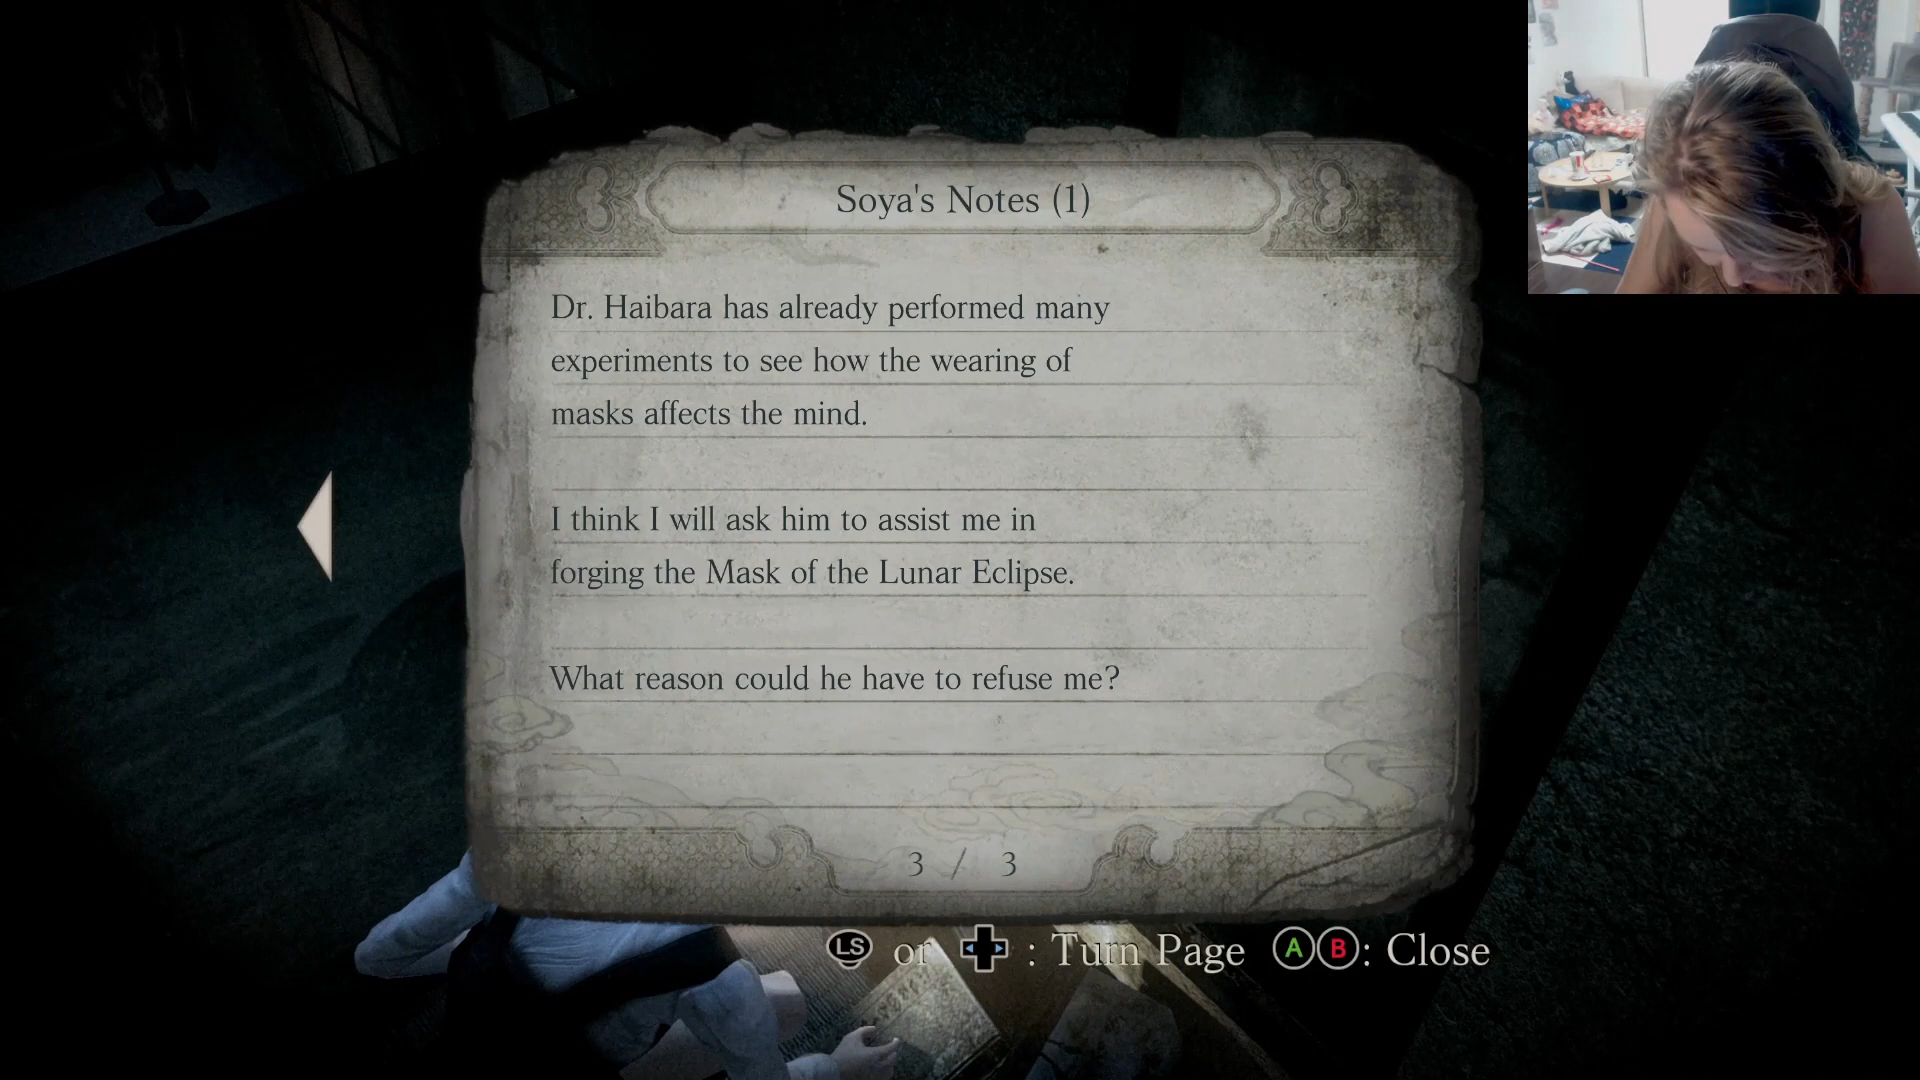 Soya's Notes (1)
Dr. Haibara has already performed many
experiments to see how the wearing of
masks affects the mind.
I think I will ask him to assist me in
forging the Mask of the Lunar Eclipse.
What reason could he have to refuse me?
3 / 3
LS or : Turn Page A B : Close